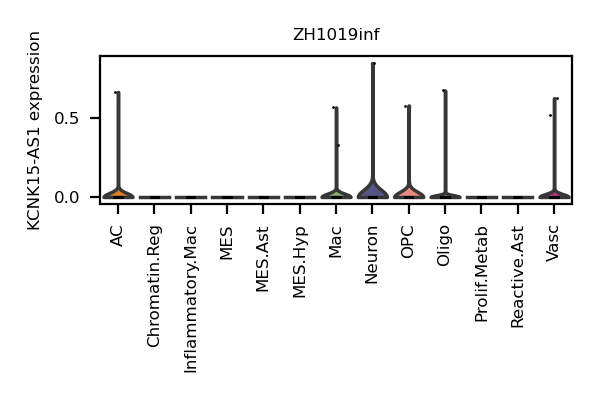 ZH1019inf
KCNK15-AS1 expression
0.5
0.0
AC
Chromatin.Reg
Inflammatory.Mac
MES
MES.Ast
MES.Hyp
Mac
Neuron
OPC
Oligo
Prolif.Metab
Reactive.Ast
Vasc